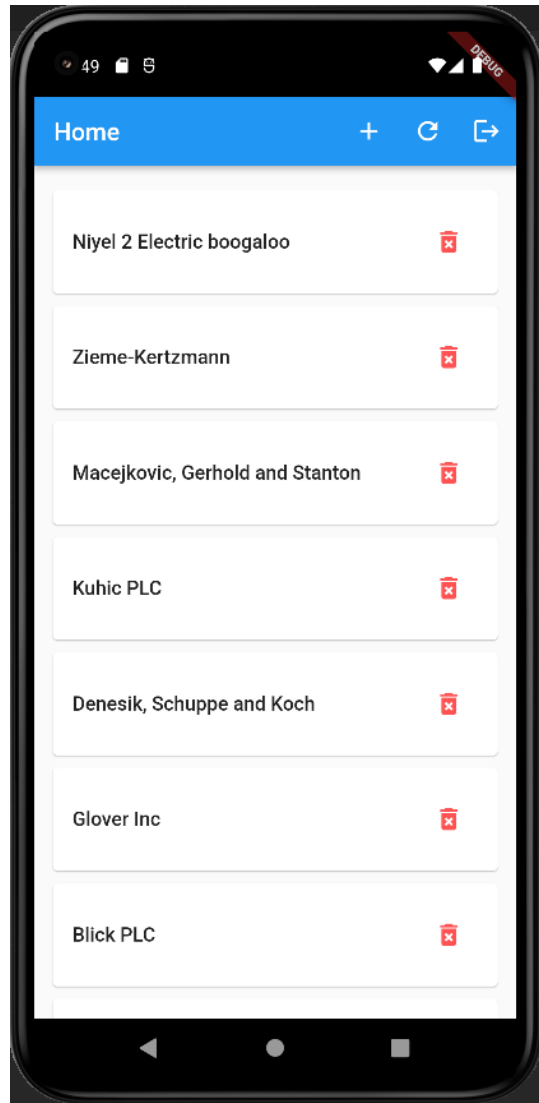 49
DEBUG
Home
Niyel 2 Electric boogaloo
Zieme-Kertzmann
Macejkovic, Gerhold and Stanton
Kuhic PLC
Denesik, Schuppe and Koch
Glover Inc
Blick PLC